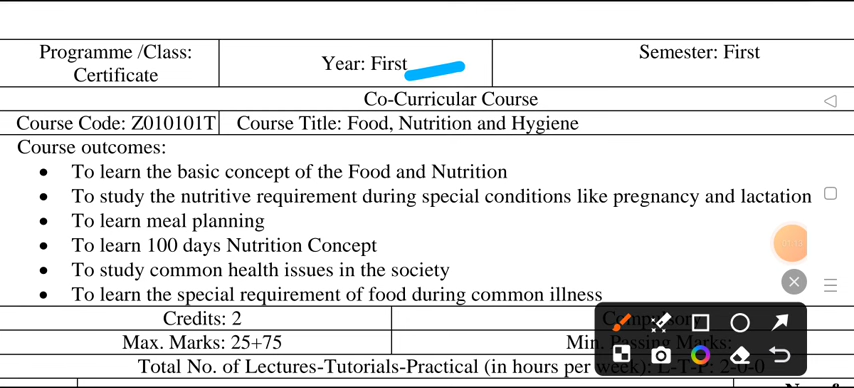 Programme /Class: Certificate
Year: First
Semester: First
Co-Curricular Course
Course Code: Z010101T
Course Title: Food, Nutrition and Hygiene
Course outcomes:
• To learn the basic concept of the Food and Nutrition
• To study the nutritive requirement during special conditions like pregnancy and lactation
• To learn meal planning
• To learn 100 days Nutrition Concept
• To study common health issues in the society
• To learn the special requirement of food during common illness
Credits: 2
Compulsory
Max. Marks: 25+75
Min. Passing Marks:
Total No. of Lectures-Tutorials-Practical (in hours per week): L-T-P: 2-0-0